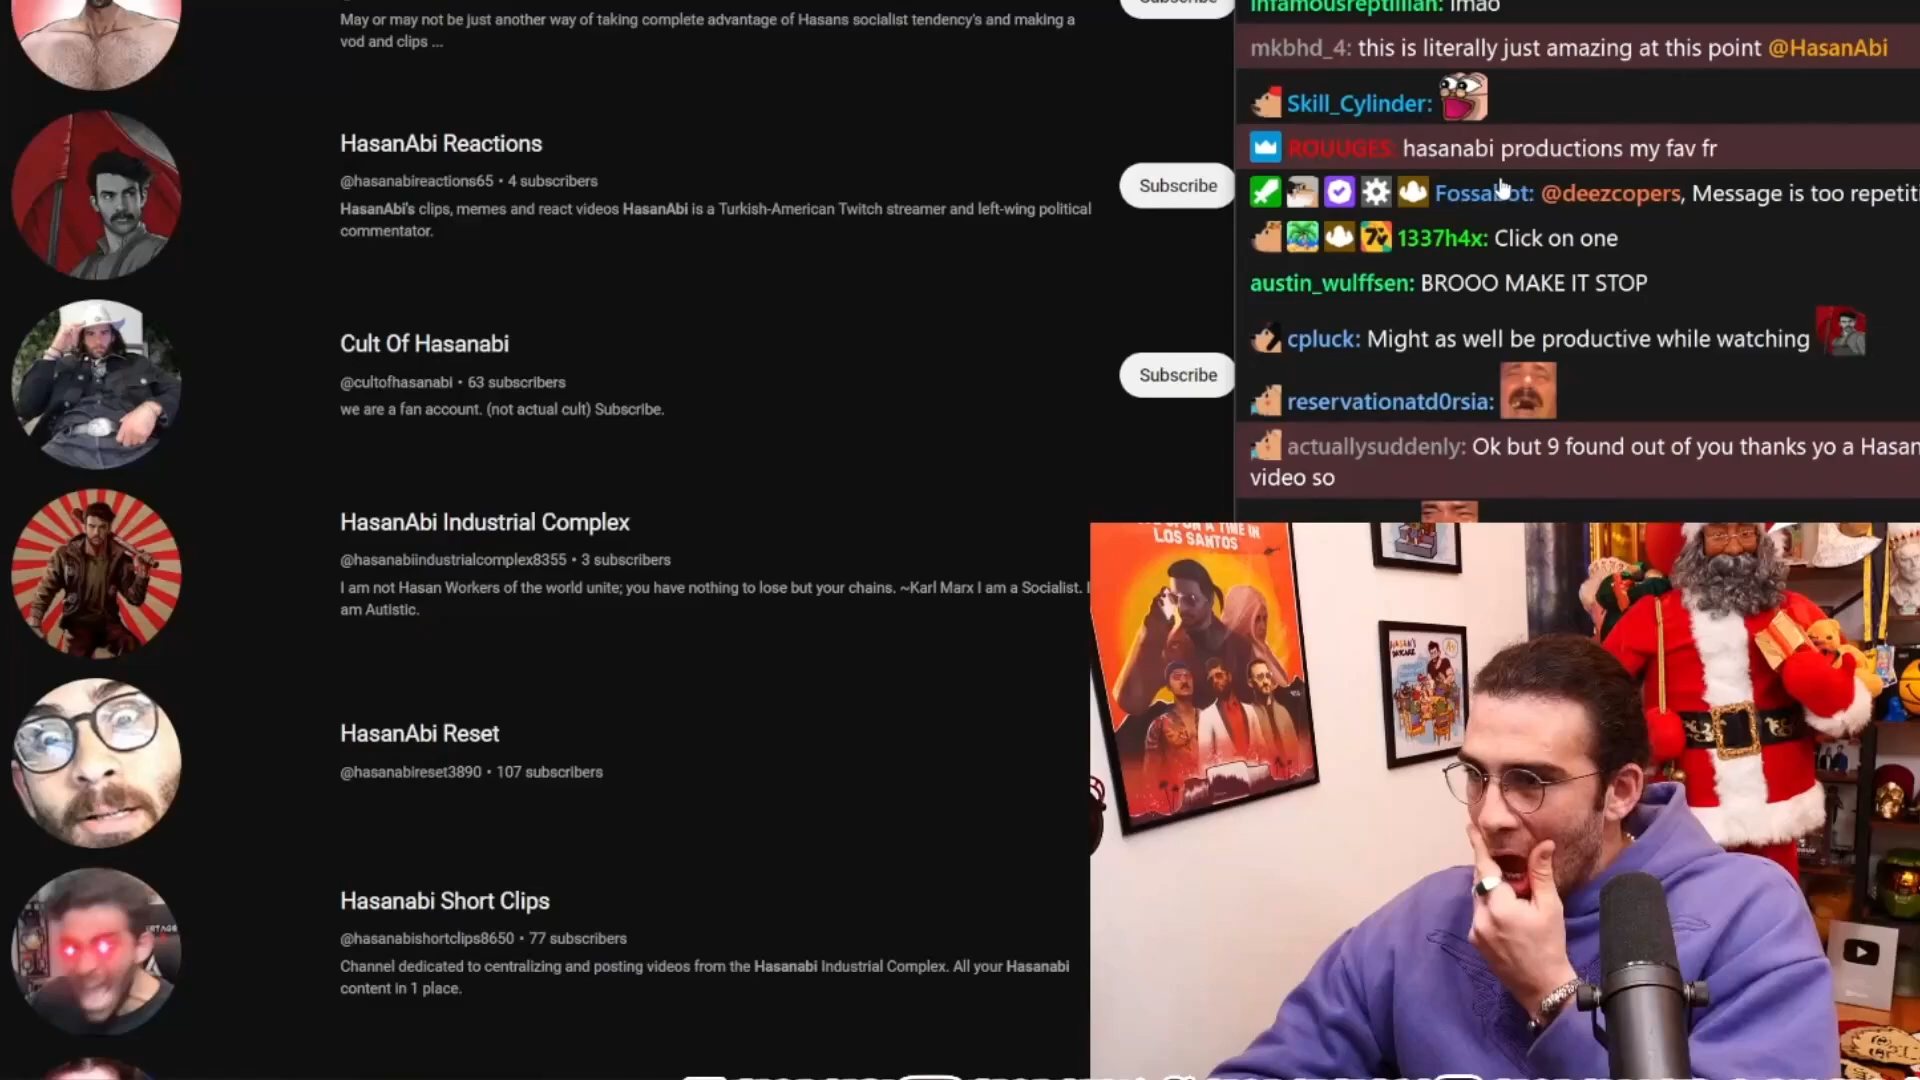 May or may not be just another way of taking complete advantage of Hasans socialist tendency's and making a
vod and clips ...
HasanAbi Reactions
@hasanabireactions65 • 4 subscribers
HasanAbi's clips, memes and react videos HasanAbi is a Turkish-American Twitch streamer and left-wing political
commentator.
Subscribe
Cult Of Hasanabi
@cultofhasanabi • 63 subscribers
we are a fan account. (not actual cult) Subscribe.
Subscribe
HasanAbi Industrial Complex
@hasanabiindustrialcomplex8355 • 3 subscribers
I am not Hasan Workers of the world unite; you have nothing to lose but your chains. ~Karl Marx I am a Socialist. I
am Autistic.
HasanAbi Reset
@hasanabireset3890 • 107 subscribers
Hasanabi Short Clips
@hasanabishortclips8650 • 77 subscribers
Channel dedicated to centralizing and posting videos from the Hasanabi Industrial Complex. All your Hasanabi
content in 1 place.
infamousreptillian: lmao
mkbhd_4: this is literally just amazing at this point @HasanAbi
Skill_Cylinder:
ROUUGES: hasanabi productions my fav fr
Fossabot: @deezcopers, Message is too repetiti
1337h4x: Click on one
austin_wulffsen: BROOO MAKE IT STOP
cpluck: Might as well be productive while watching
reservationatd0rsia:
actuallysuddenly: Ok but 9 found out of you thanks yo a Hasan
video so
A TIME IN
LOS SANTOS